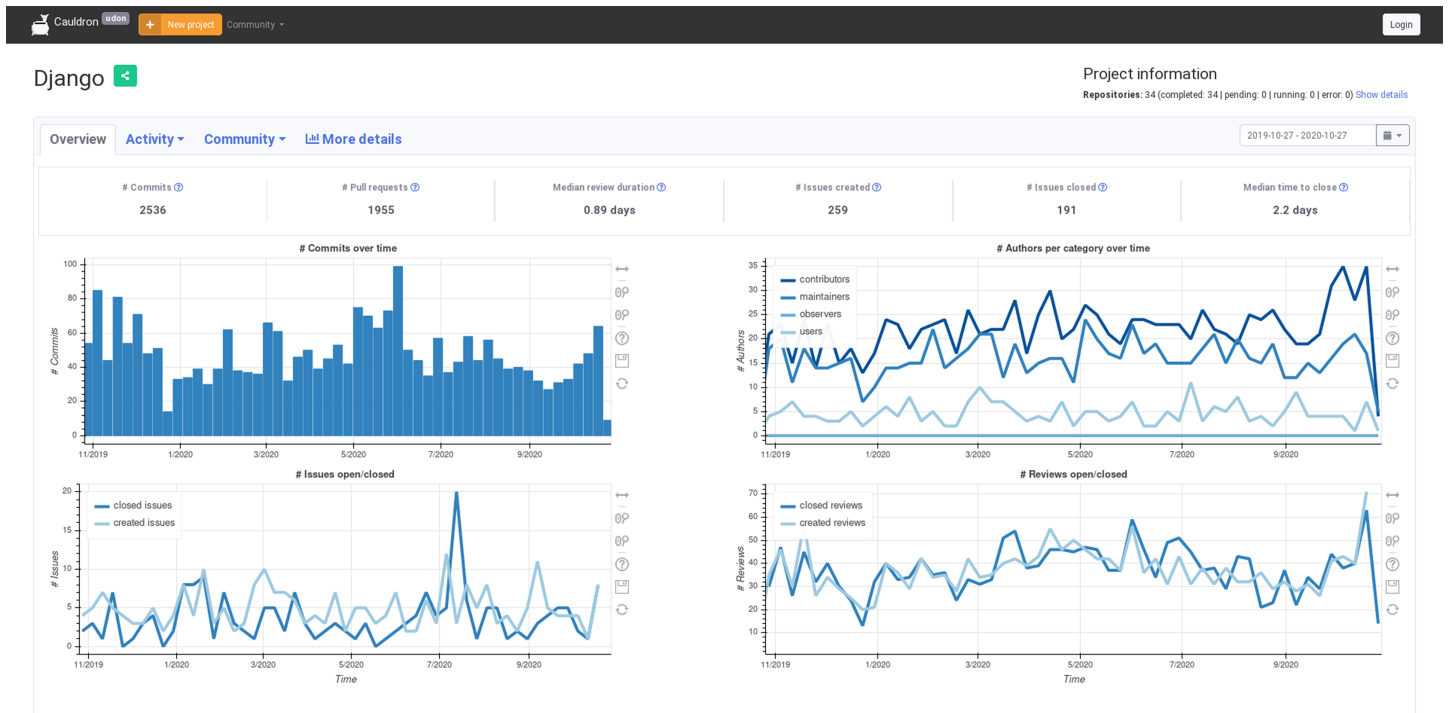 Cauldron udon New project Community Login
Django
Project information
Repositories: 34 (completed: 34 | pending: 0 | running: 0 | error: 0) Show details
Overview Activity Community More details
2019-10-27 - 2020-10-27
# Commits # Pull requests Median review duration # Issues created # Issues closed Median time to close
2536 1955 0.89 days 259 191 2.2 days
# Commits over time
# Commits
100
80
60
40
20
0
11/2019 1/2020 3/2020 5/2020 7/2020 9/2020
# Authors per category over time
# Authors
35
30
25
20
15
10
5
0
contributors
maintainers
observers
users
11/2019 1/2020 3/2020 5/2020 7/2020 9/2020
# Issues open/closed
# Issues
20
15
10
5
0
closed issues
created issues
11/2019 1/2020 3/2020 5/2020 7/2020 9/2020
Time
# Reviews open/closed
# Reviews
70
60
50
40
30
20
10
closed reviews
created reviews
11/2019 1/2020 3/2020 5/2020 7/2020 9/2020
Time